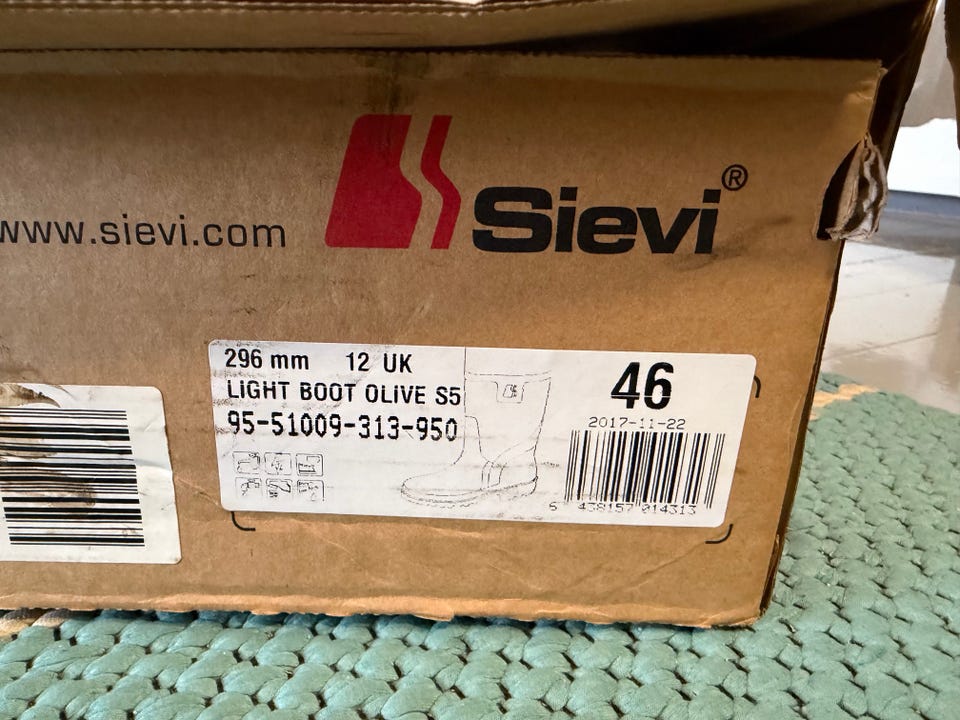 www.sievi.com
Sievi®
296 mm 12 UK
LIGHT BOOT OLIVE S5
95-51009-313-950
46
2017-11-22
6 438157 014313